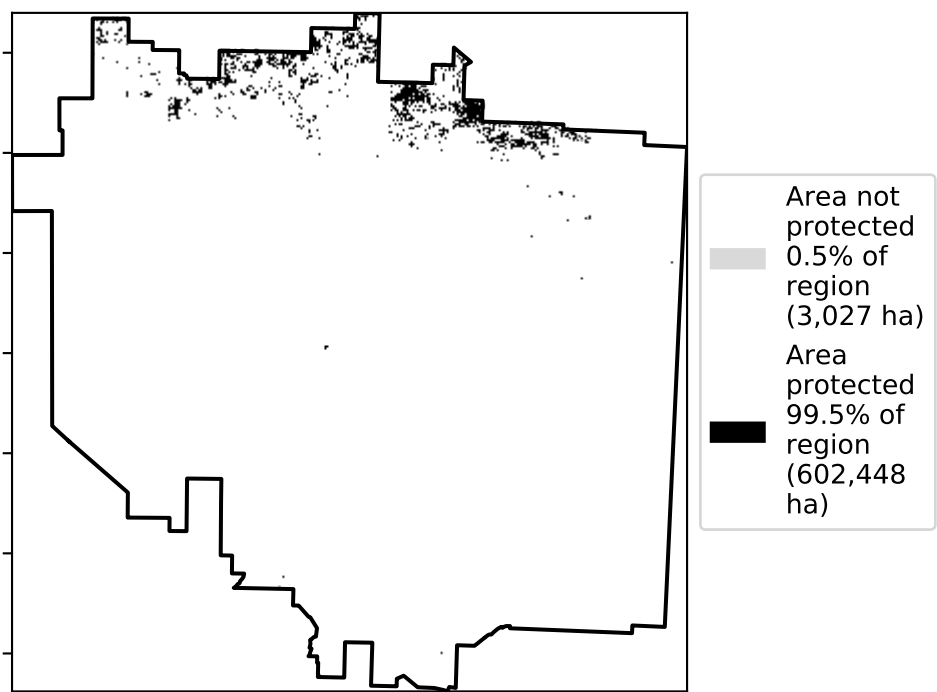 Area not
protected
0.5% of
region
(3,027 ha)
Area
protected
99.5% of
region
(602,448
ha)